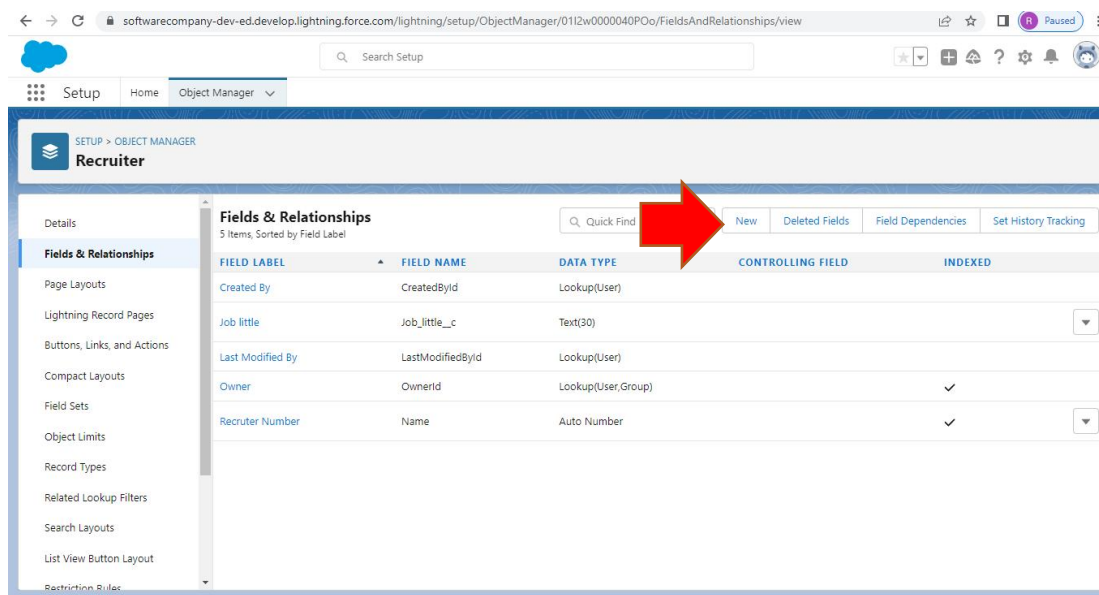 softwarecompany-dev-ed.develop.lightning.force.com/lightning/setup/ObjectManager/01I2w0000040POo/FieldsAndRelationships/view
R Paused
Search Setup
Setup Home Object Manager
SETUP > OBJECT MANAGER
Recruiter
Details
Fields & Relationships
Page Layouts
Lightning Record Pages
Buttons, Links, and Actions
Compact Layouts
Field Sets
Object Limits
Record Types
Related Lookup Filters
Search Layouts
List View Button Layout
Restriction Rules
Fields & Relationships
5 Items, Sorted by Field Label
Quick Find New Deleted Fields Field Dependencies Set History Tracking
FIELD LABEL FIELD NAME DATA TYPE CONTROLLING FIELD INDEXED
Created By CreatedById Lookup(User)
Job little Job_little__c Text(30)
Last Modified By LastModifiedById Lookup(User)
Owner OwnerId Lookup(User,Group)
Recruter Number Name Auto Number